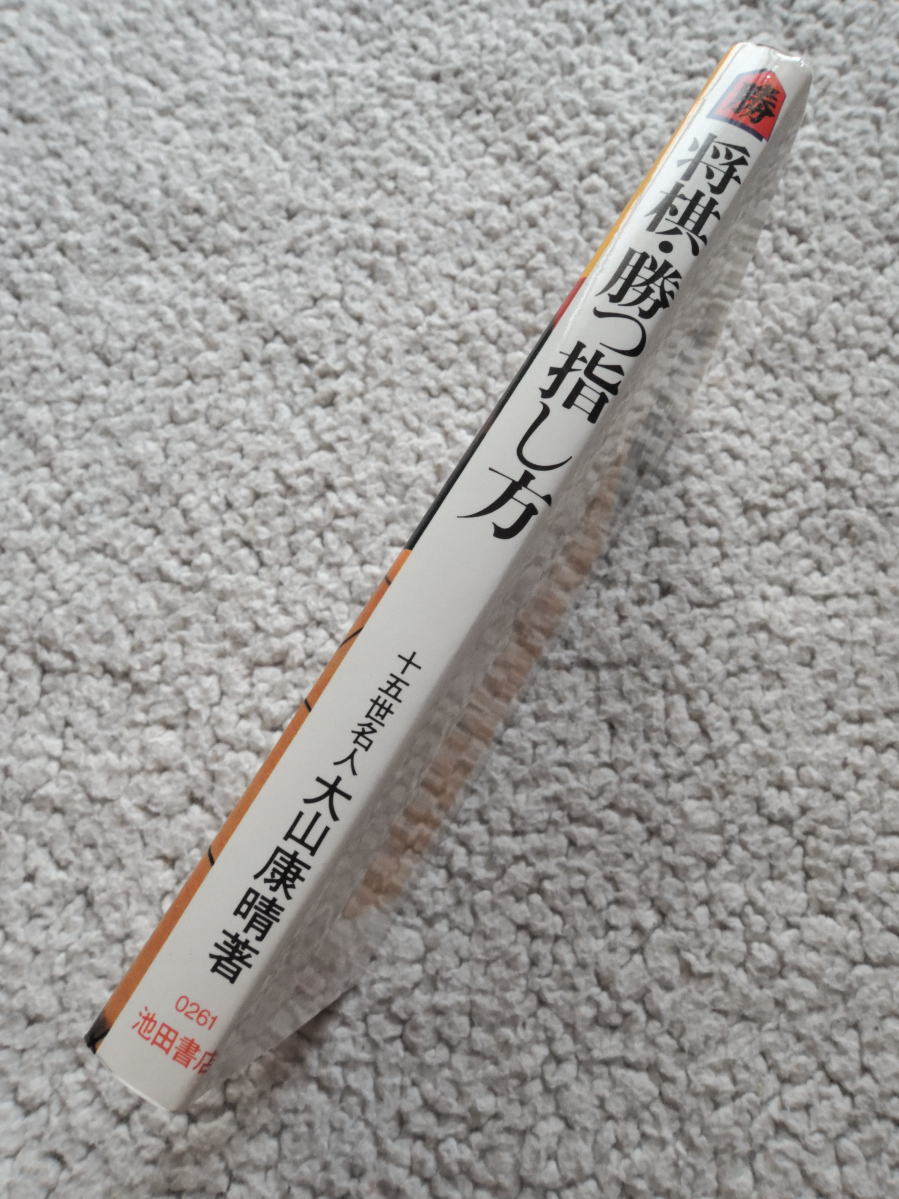 勝
将棋・勝つ指し方
十五世名人 大山康晴著
0261
池田書店